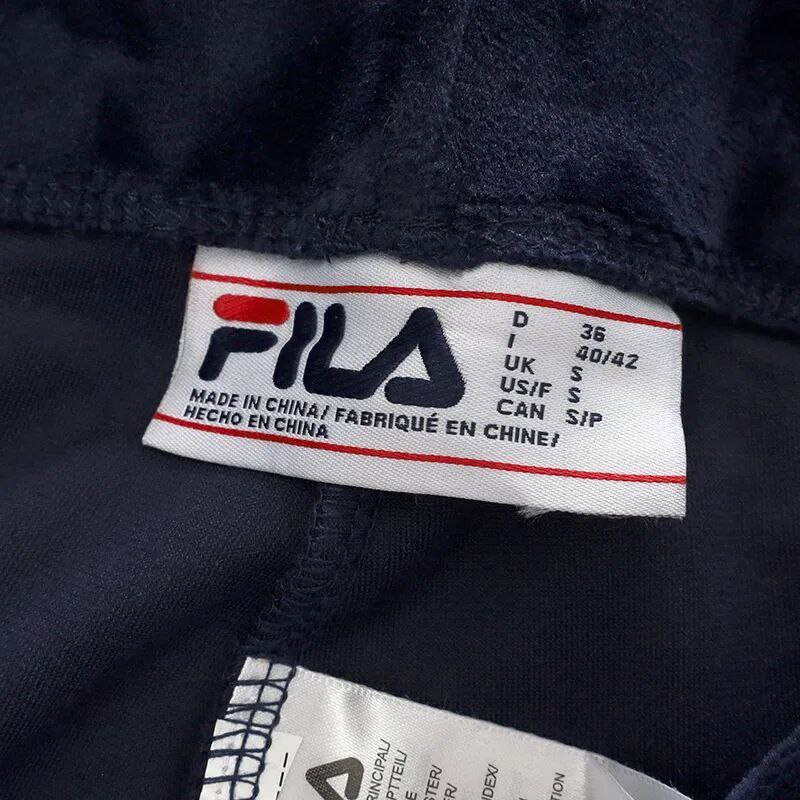 FILA
MADE IN CHINA/ FABRIQUÉ EN CHINE/
HECHO EN CHINA
D 36
I 40/42
UK S
US/F S
CAN S/P